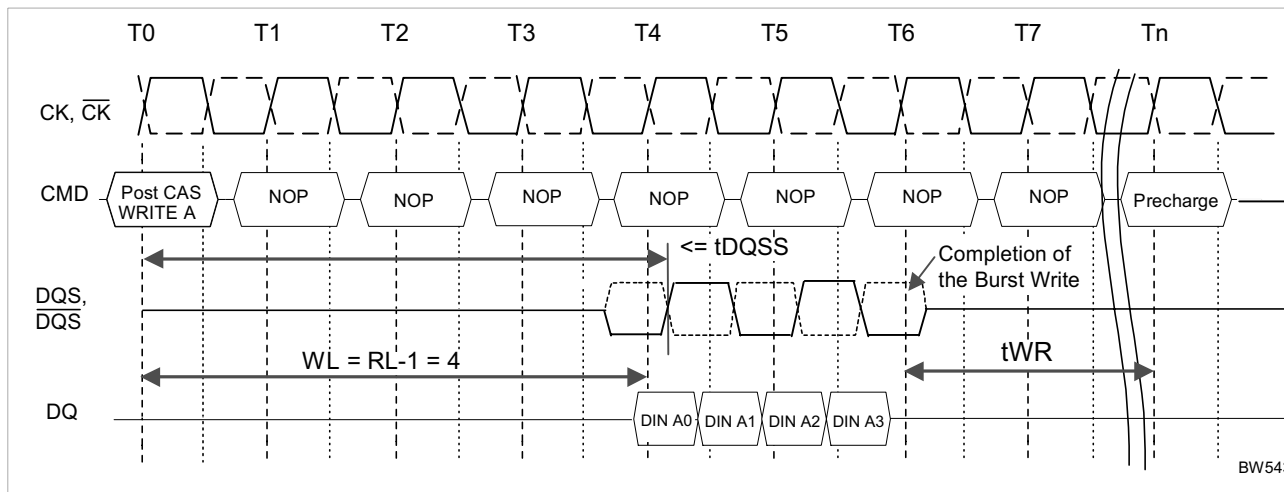 T0 T1 T2 T3 T4 T5 T6 T7 Tn
CK, CK
CMD Post CAS NOP NOP NOP NOP NOP NOP NOP Precharge
WRITE A
<= tDQSS
Completion of
the Burst Write
DQS,
DQS
WL = RL-1 = 4 tWR
DQ DIN A0 DIN A1 DIN A2 DIN A3